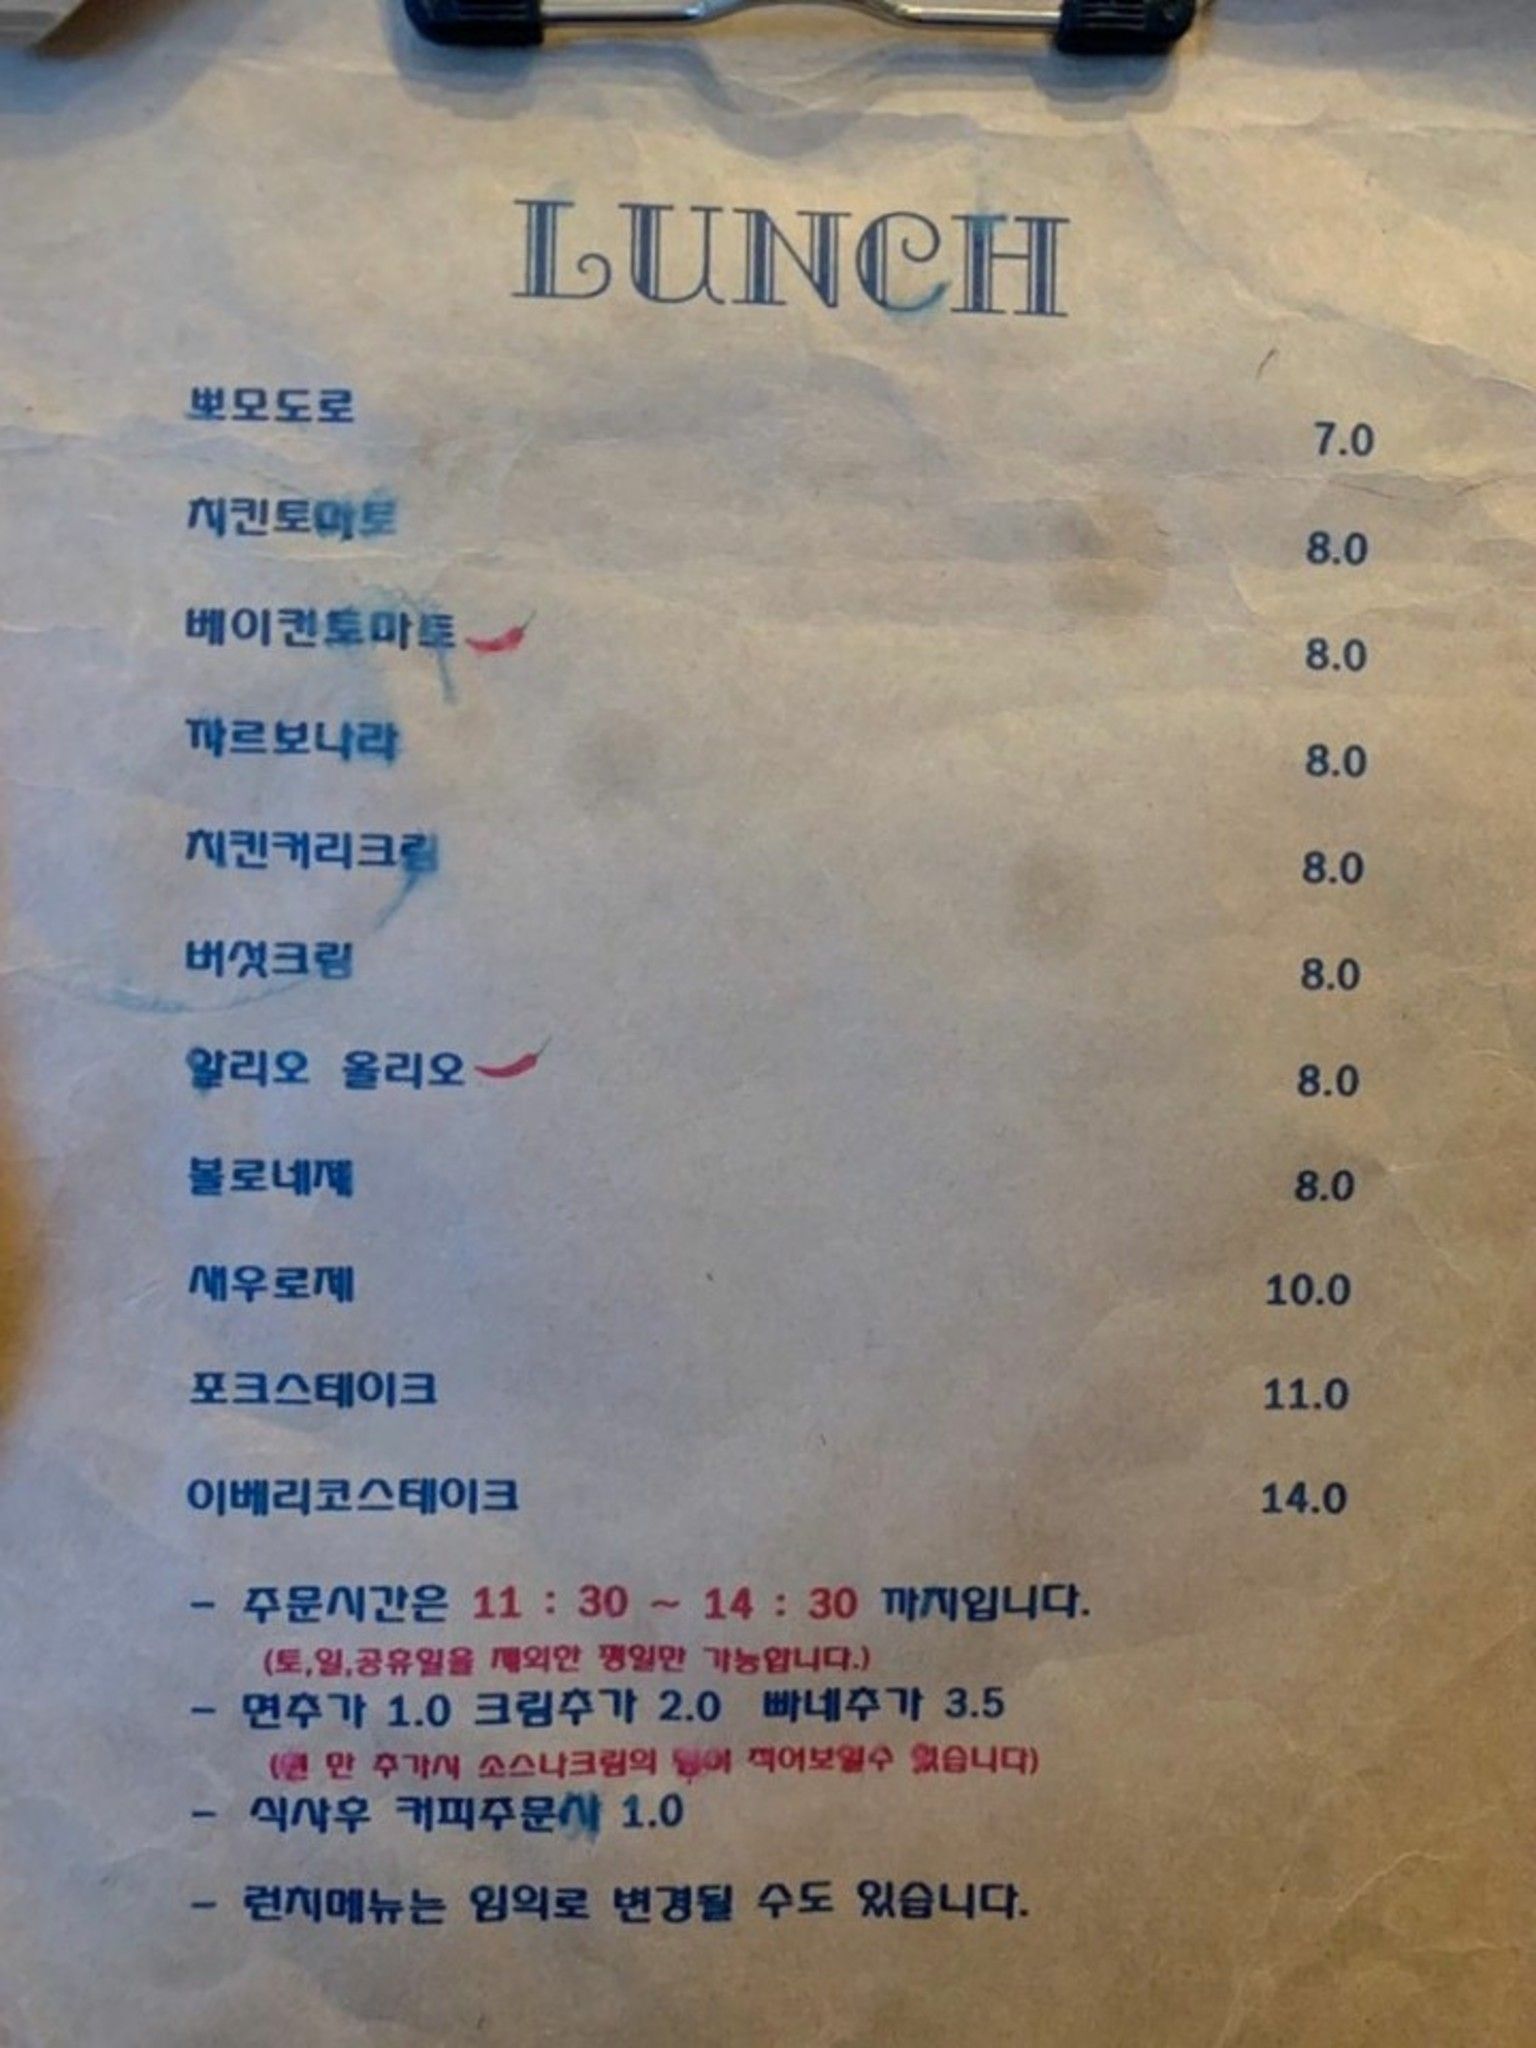 LUNCH
뽀모도로 7.0
치킨토마토 8.0
베이컨토마토 8.0
까르보나라 8.0
치킨커리크림 8.0
버섯크림 8.0
알리오 올리오 8.0
볼로네제 8.0
새우로제 10.0
포크스테이크 11.0
이베리코스테이크 14.0
- 주문시간은 11 : 30 ~ 14 : 30 까지입니다.
(토,일,공휴일을 제외한 평일만 가능합니다.)
- 면추가 1.0 크림추가 2.0 빠네추가 3.5
(면 만 추가시 소스나크림의 양이 적어보일수 있습니다)
- 식사후 커피주문시 1.0
- 런치메뉴는 임의로 변경될 수도 있습니다.